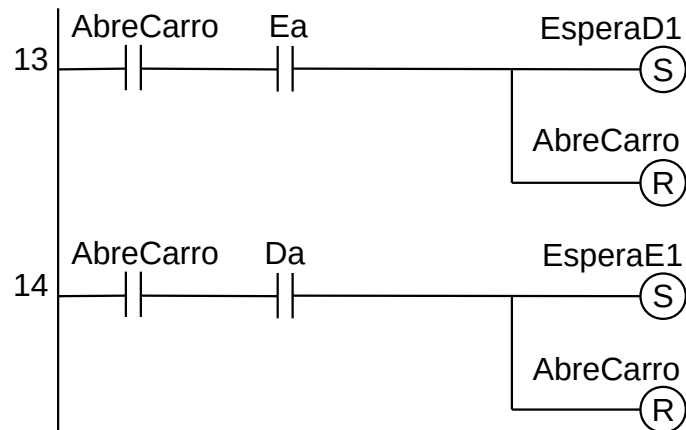 AbreCarro Ea EsperaD1
13 S
AbreCarro
R
AbreCarro Da EsperaE1
14 S
AbreCarro
R